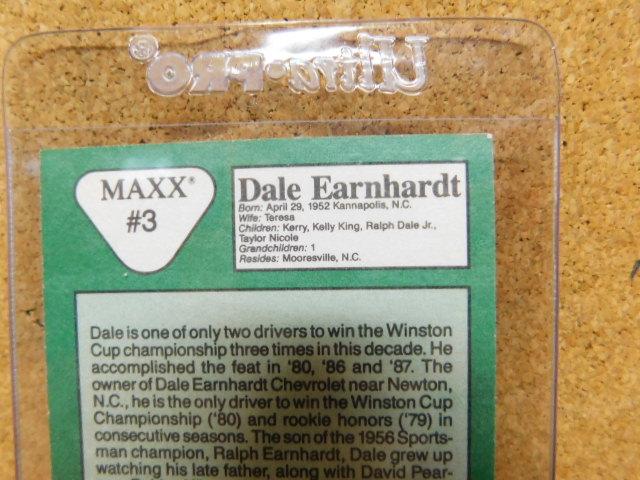 Ultra·PRO®
MAXX®
#3
Dale Earnhardt
Born: April 29, 1952 Kannapolis, N.C.
Wife: Teresa
Children: Kerry, Kelly King, Ralph Dale Jr.,
Taylor Nicole
Grandchildren: 1
Resides: Mooresville, N.C.
Dale is one of only two drivers to win the Winston
Cup championship three times in this decade. He
accomplished the feat in '80, '86 and '87. The
owner of Dale Earnhardt Chevrolet near Newton,
N.C., he is the only driver to win the Winston Cup
Championship ('80) and rookie honors ('79) in
consecutive seasons. The son of the 1956 Sports-
man champion, Ralph Earnhardt, Dale grew up
watching his late father, along with David Pear-